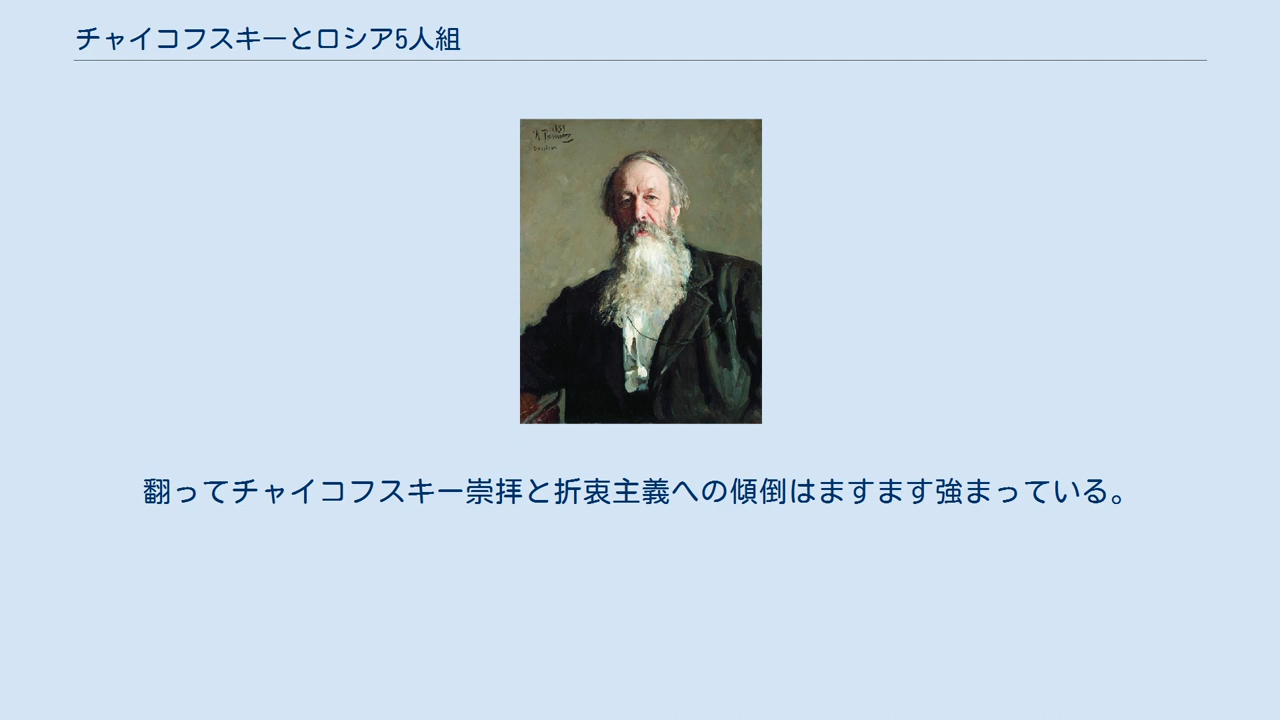 チャイコフスキーとロシア5人組
翻ってチャイコフスキー崇拝と折衷主義への傾倒はますます強まっている。